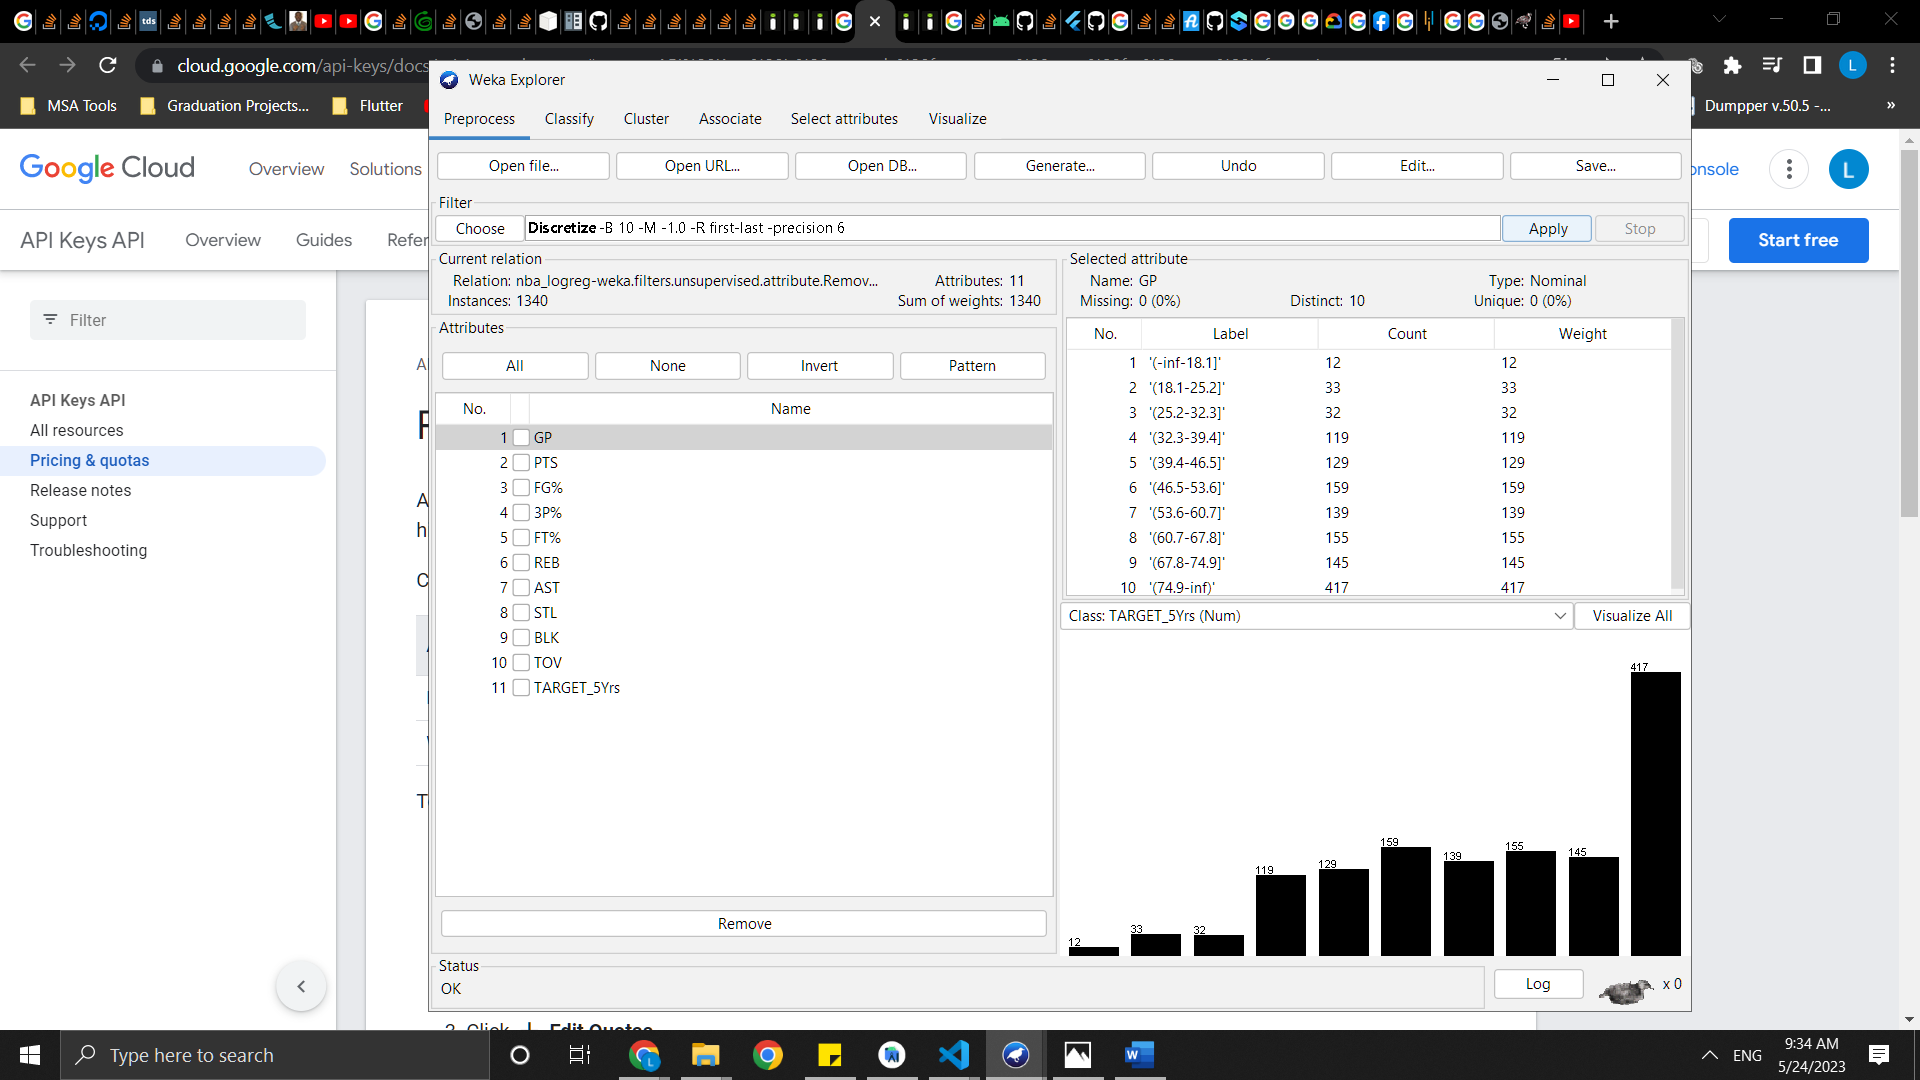 cloud.google.com/api-keys/docs
MSA Tools
Graduation Projects...
Flutter
Dumpper v.50.5 -...
»
Google Cloud
Overview
Solutions
onsole
L
API Keys API
Overview
Guides
Refer
Start free
Filter
API Keys API
All resources
Pricing & quotas
Release notes
Support
Troubleshooting
Weka Explorer
Preprocess
Classify
Cluster
Associate
Select attributes
Visualize
Open file...
Open URL...
Open DB...
Generate...
Undo
Edit...
Save...
Filter
Choose
Discretize -B 10 -M -1.0 -R first-last -precision 6
Apply
Stop
Current relation
Relation: nba_logreg-weka.filters.unsupervised.attribute.Remov...
Attributes: 11
Instances: 1340
Sum of weights: 1340
Attributes
All
None
Invert
Pattern
No.
Name
1 GP
2 PTS
3 FG%
4 3P%
5 FT%
6 REB
7 AST
8 STL
9 BLK
10 TOV
11 TARGET_5Yrs
Remove
Selected attribute
Name: GP
Type: Nominal
Missing: 0 (0%)
Distinct: 10
Unique: 0 (0%)
No. Label Count Weight
1 '(-inf-18.1]' 12 12
2 '(18.1-25.2]' 33 33
3 '(25.2-32.3]' 32 32
4 '(32.3-39.4]' 119 119
5 '(39.4-46.5]' 129 129
6 '(46.5-53.6]' 159 159
7 '(53.6-60.7]' 139 139
8 '(60.7-67.8]' 155 155
9 '(67.8-74.9]' 145 145
10 '(74.9-inf)' 417 417
Class: TARGET_5Yrs (Num)
Visualize All
12
33
32
119
129
159
139
155
145
417
Status
OK
Log
x 0
Click
Edit Quotas
Type here to search
ENG
9:34 AM
5/24/2023